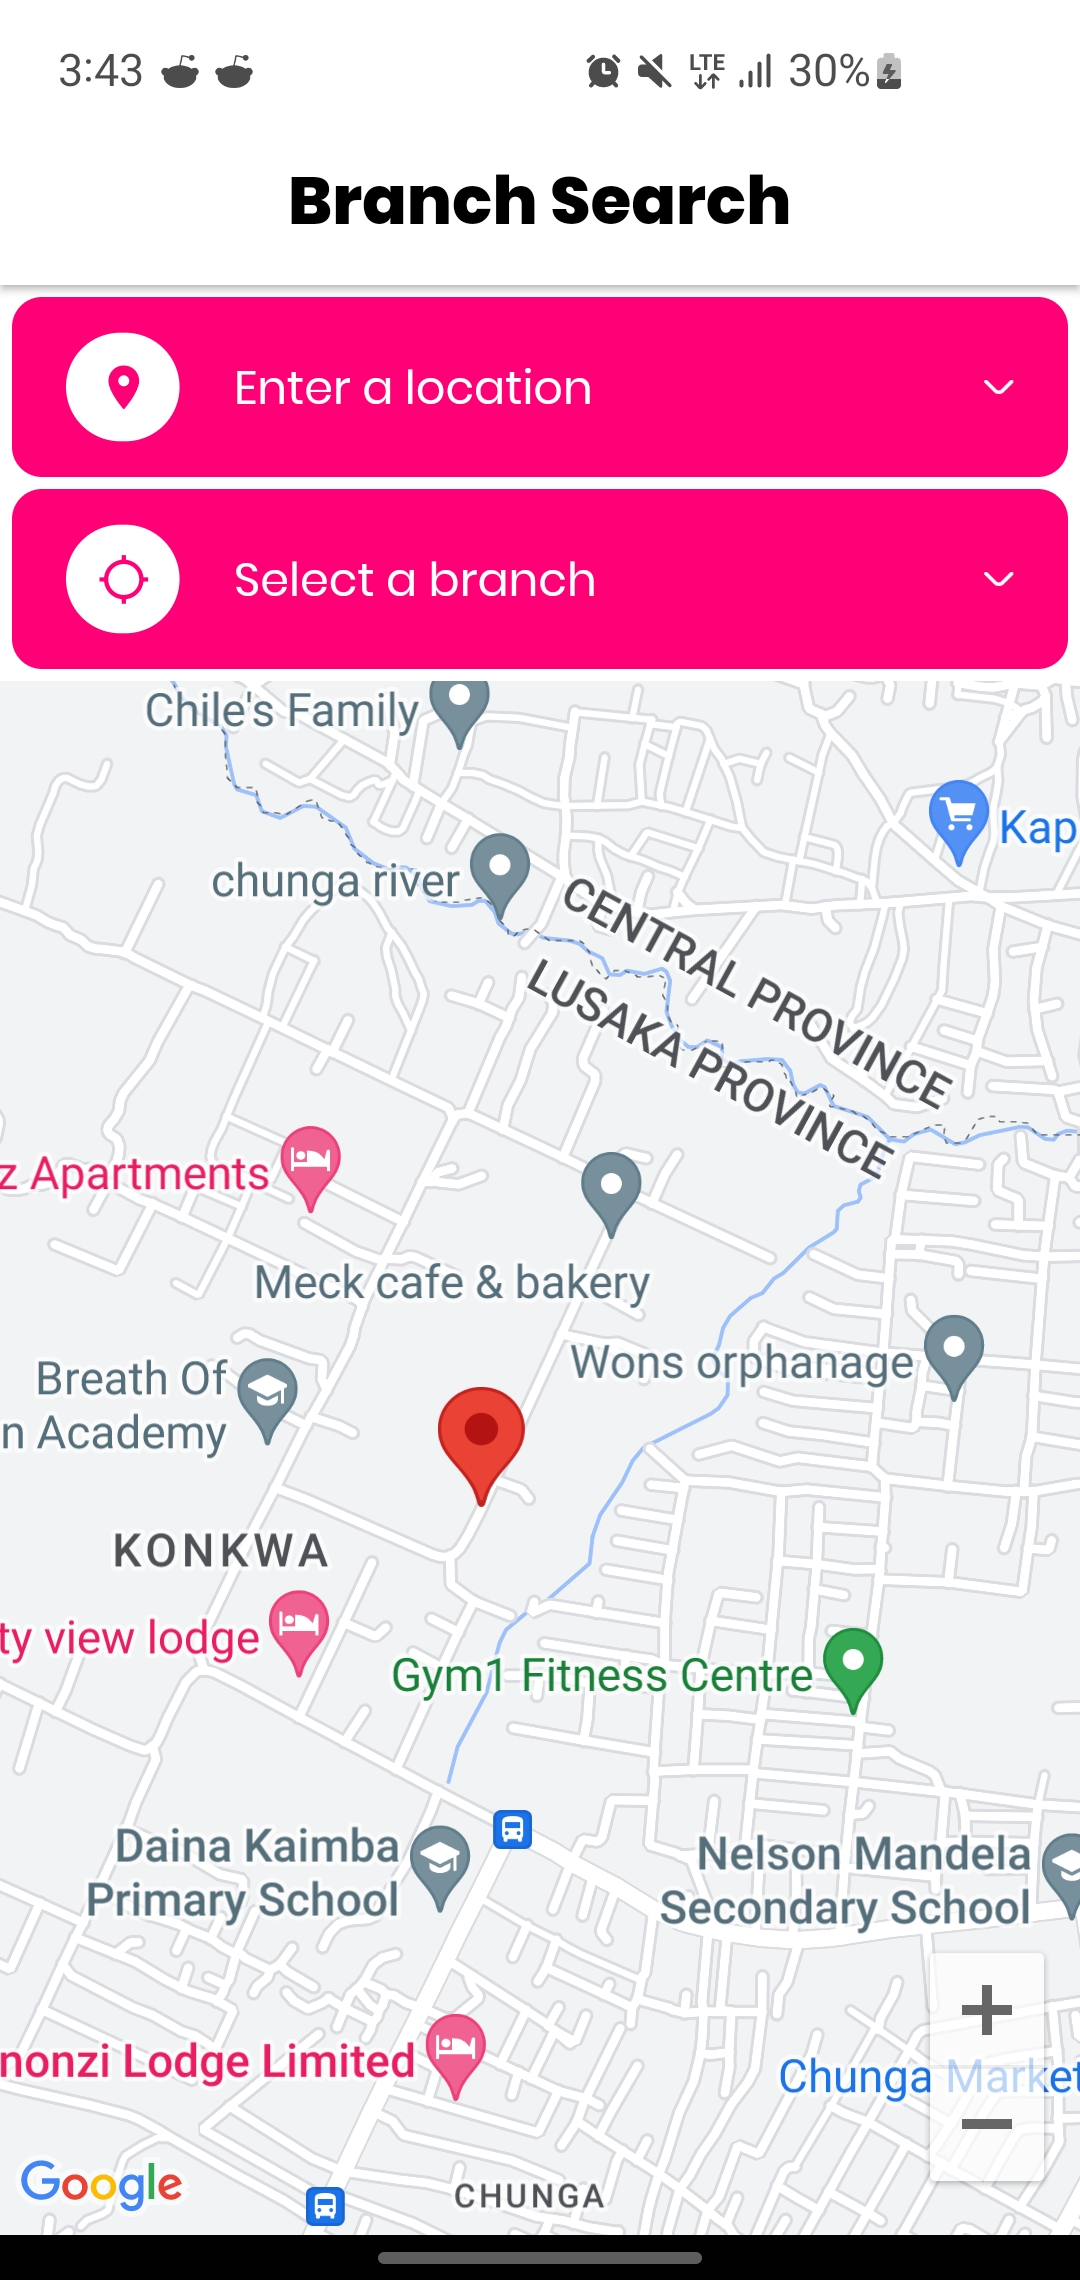 3:43
LTE
30%
Branch Search
Enter a location
Select a branch
Chile's Family
Kap
chunga river
CENTRAL PROVINCE
LUSAKA PROVINCE
z Apartments
Meck cafe & bakery
Wons orphanage
Breath Of
n Academy
KONKWA
ty view lodge
Gym1 Fitness Centre
Daina Kaimba
Primary School
Nelson Mandela
Secondary School
nonzi Lodge Limited
Chunga Market
Google
CHUNGA